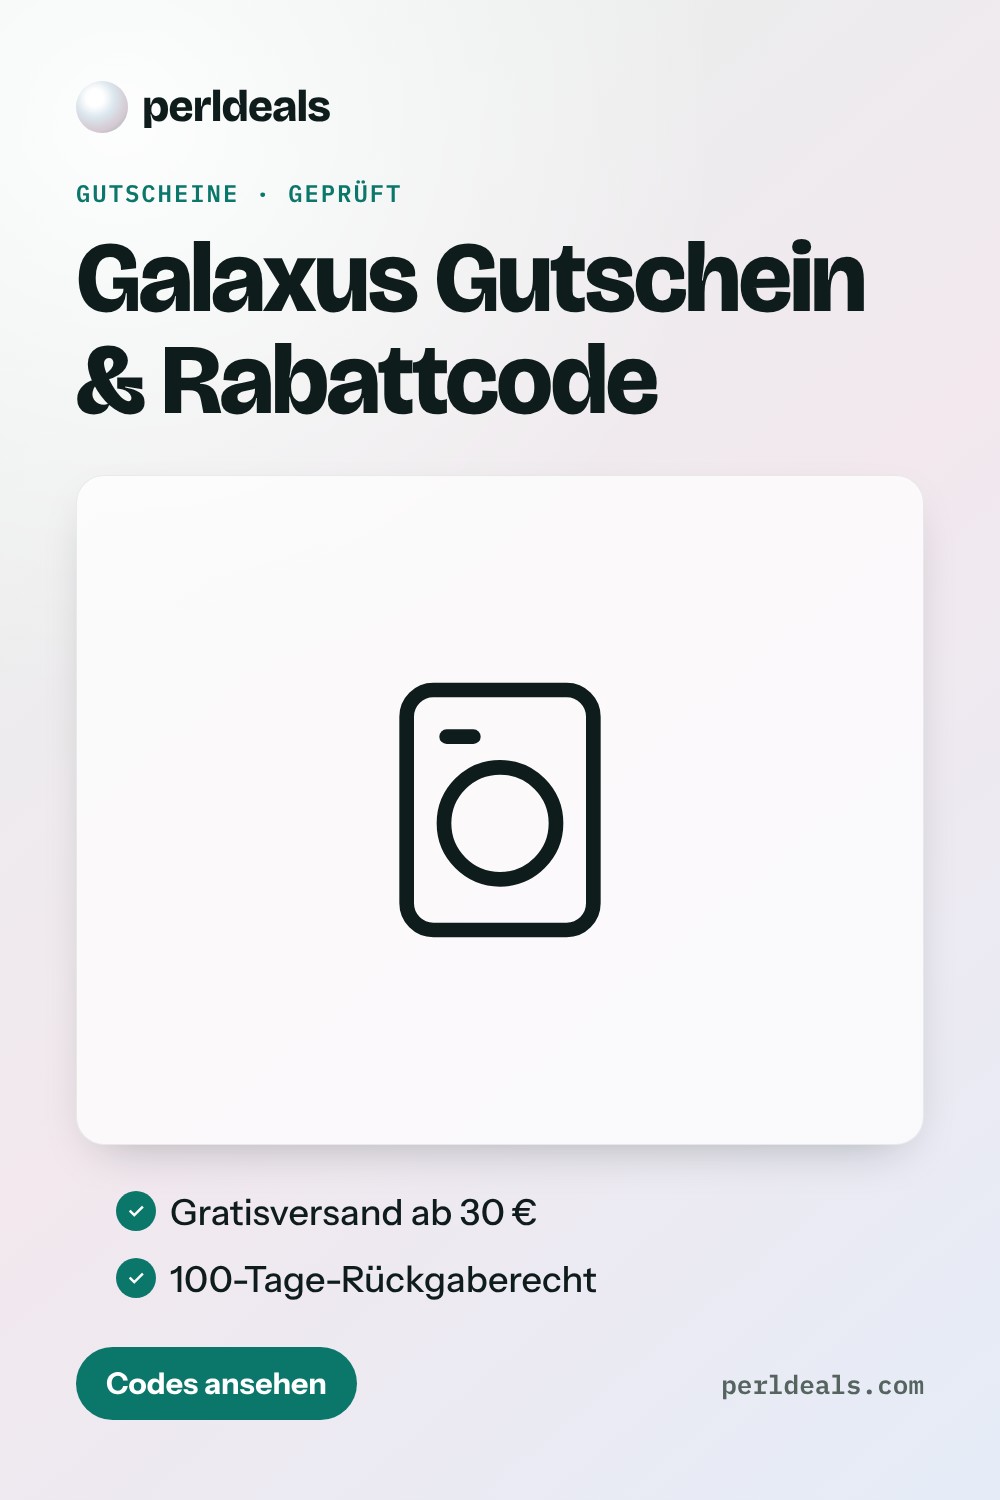 perldeals
GUTSCHEINE · GEPRÜFT
Galaxus Gutschein
& Rabattcode
Gratisversand ab 30 €
100-Tage-Rückgaberecht
Codes ansehen
perldeals.com